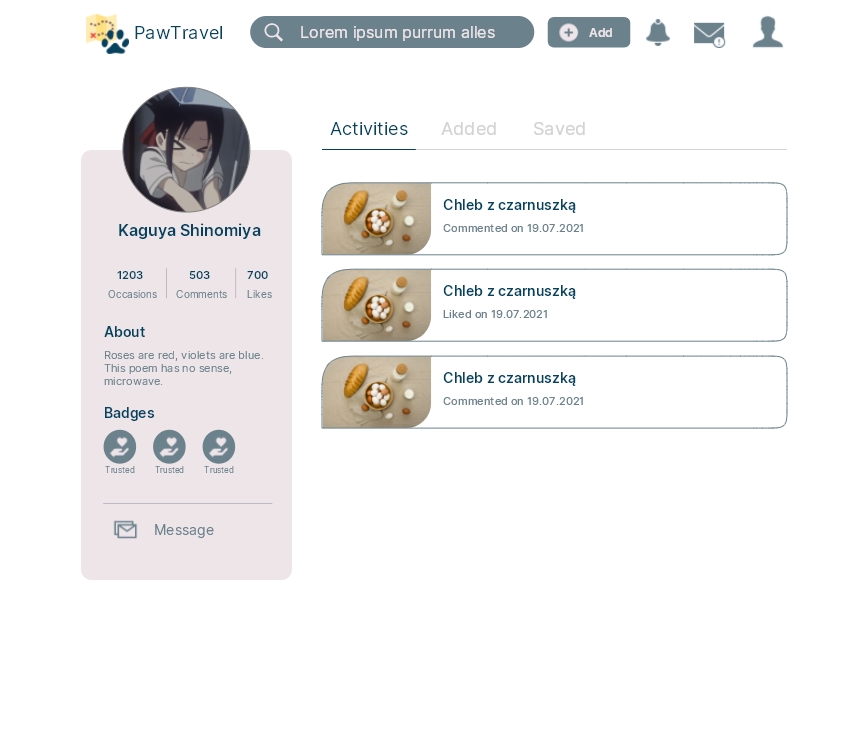 PawTravel
Lorem ipsum purrum alles
Add
Activities Added Saved
Kaguya Shinomiya
1203 503 700
Occasions Comments Likes
About
Roses are red, violets are blue.
This poem has no sense,
microwave.
Badges
Trusted Trusted Trusted
Message
Chleb z czarnuszką
Commented on 19.07.2021
Chleb z czarnuszką
Liked on 19.07.2021
Chleb z czarnuszką
Commented on 19.07.2021